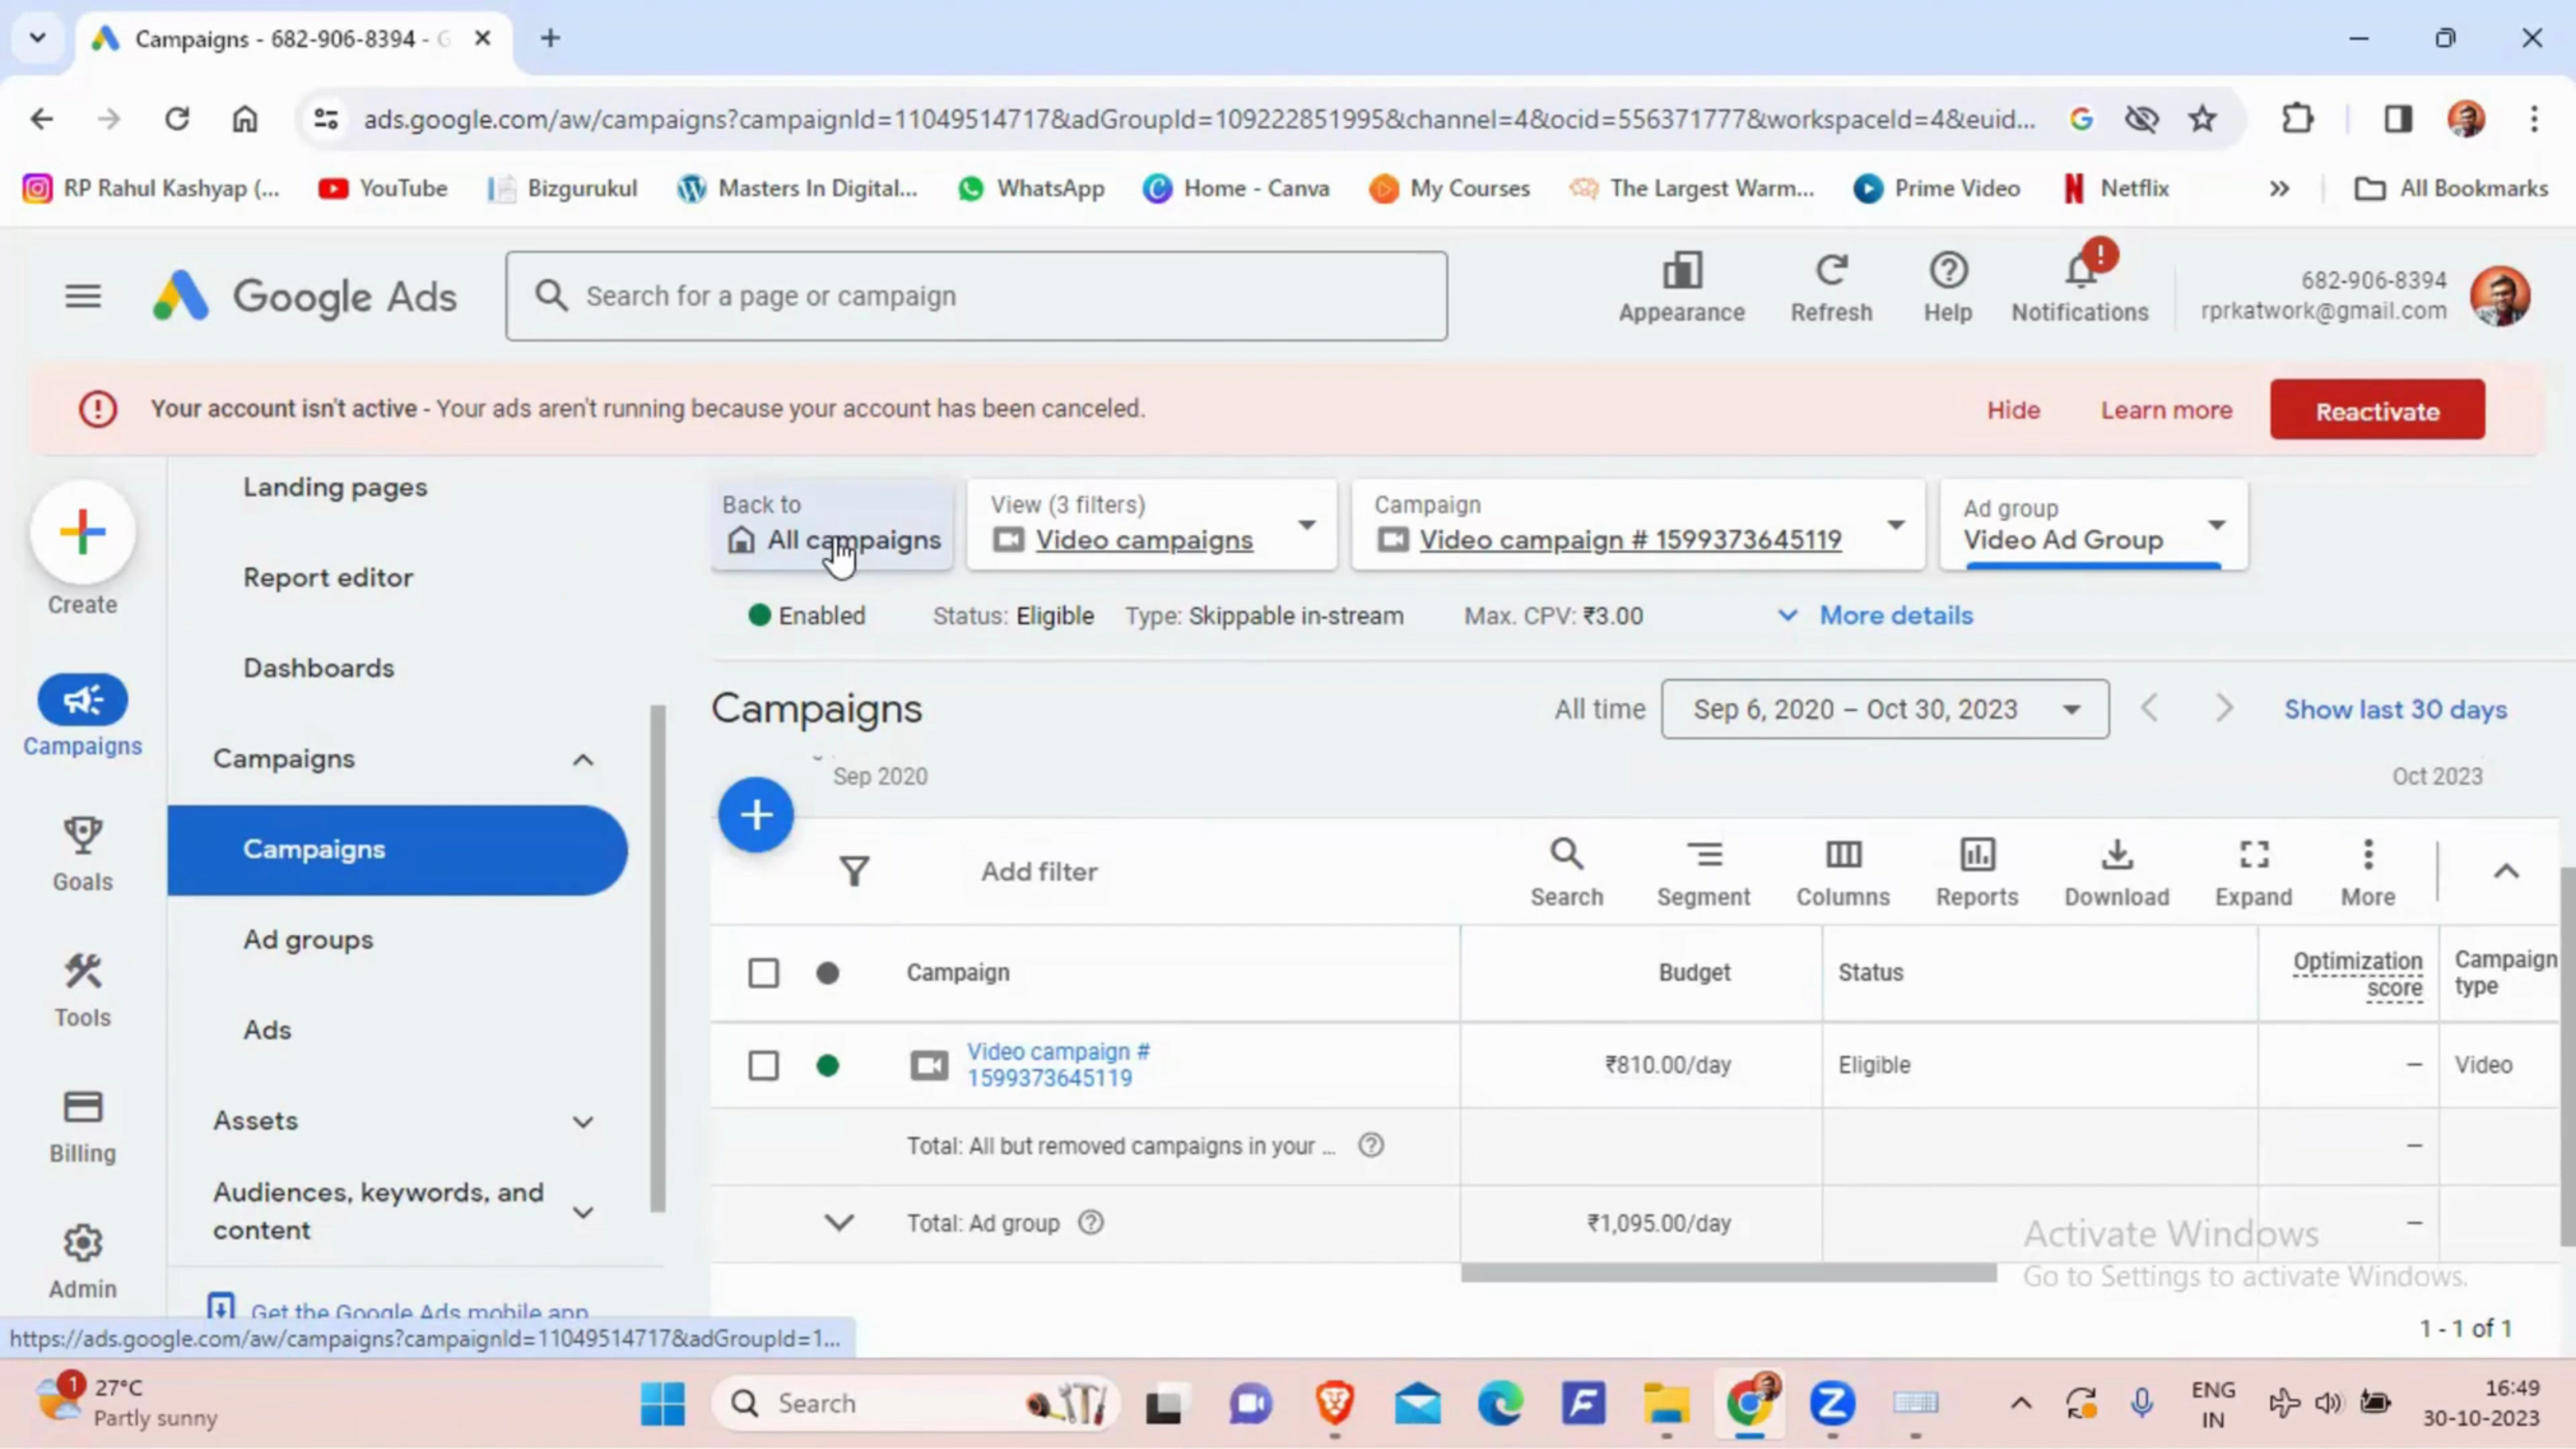 Campaigns - 682-906-8394 - G
ads.google.com/aw/campaigns?campaignId=11049514717&adGroupId=109222851995&channel=4&ocid=556371777&workspaceId=4&euid...
RP Rahul Kashyap (...
YouTube
Bizgurukul
Masters In Digital...
WhatsApp
Home - Canva
My Courses
The Largest Warm...
Prime Video
Netflix
All Bookmarks
Google Ads
Search for a page or campaign
Appearance
Refresh
Help
Notifications
682-906-8394
rprkatwork@gmail.com
Your account isn't active - Your ads aren't running because your account has been canceled.
Hide
Learn more
Reactivate
Create
Campaigns
Goals
Tools
Billing
Admin
Landing pages
Report editor
Dashboards
Campaigns
Campaigns
Ad groups
Ads
Assets
Audiences, keywords, and
content
Get the Google Ads mobile app
Back to
All campaigns
View (3 filters)
Video campaigns
Campaign
Video campaign # 1599373645119
Ad group
Video Ad Group
Enabled
Status: Eligible
Type: Skippable in-stream
Max. CPV: ₹3.00
More details
Campaigns
All time
Sep 6, 2020 – Oct 30, 2023
Show last 30 days
Sep 2020
Oct 2023
Add filter
Search
Segment
Columns
Reports
Download
Expand
More
Campaign
Budget
Status
Optimization
score
Campaign
type
Video campaign #
1599373645119
₹810.00/day
Eligible
–
Video
Total: All but removed campaigns in your ...
–
Total: Ad group
₹1,095.00/day
–
Activate Windows
Go to Settings to activate Windows.
1 - 1 of 1
https://ads.google.com/aw/campaigns?campaignId=11049514717&adGroupId=1...
1
27°C
Partly sunny
Search
ENG
IN
16:49
30-10-2023